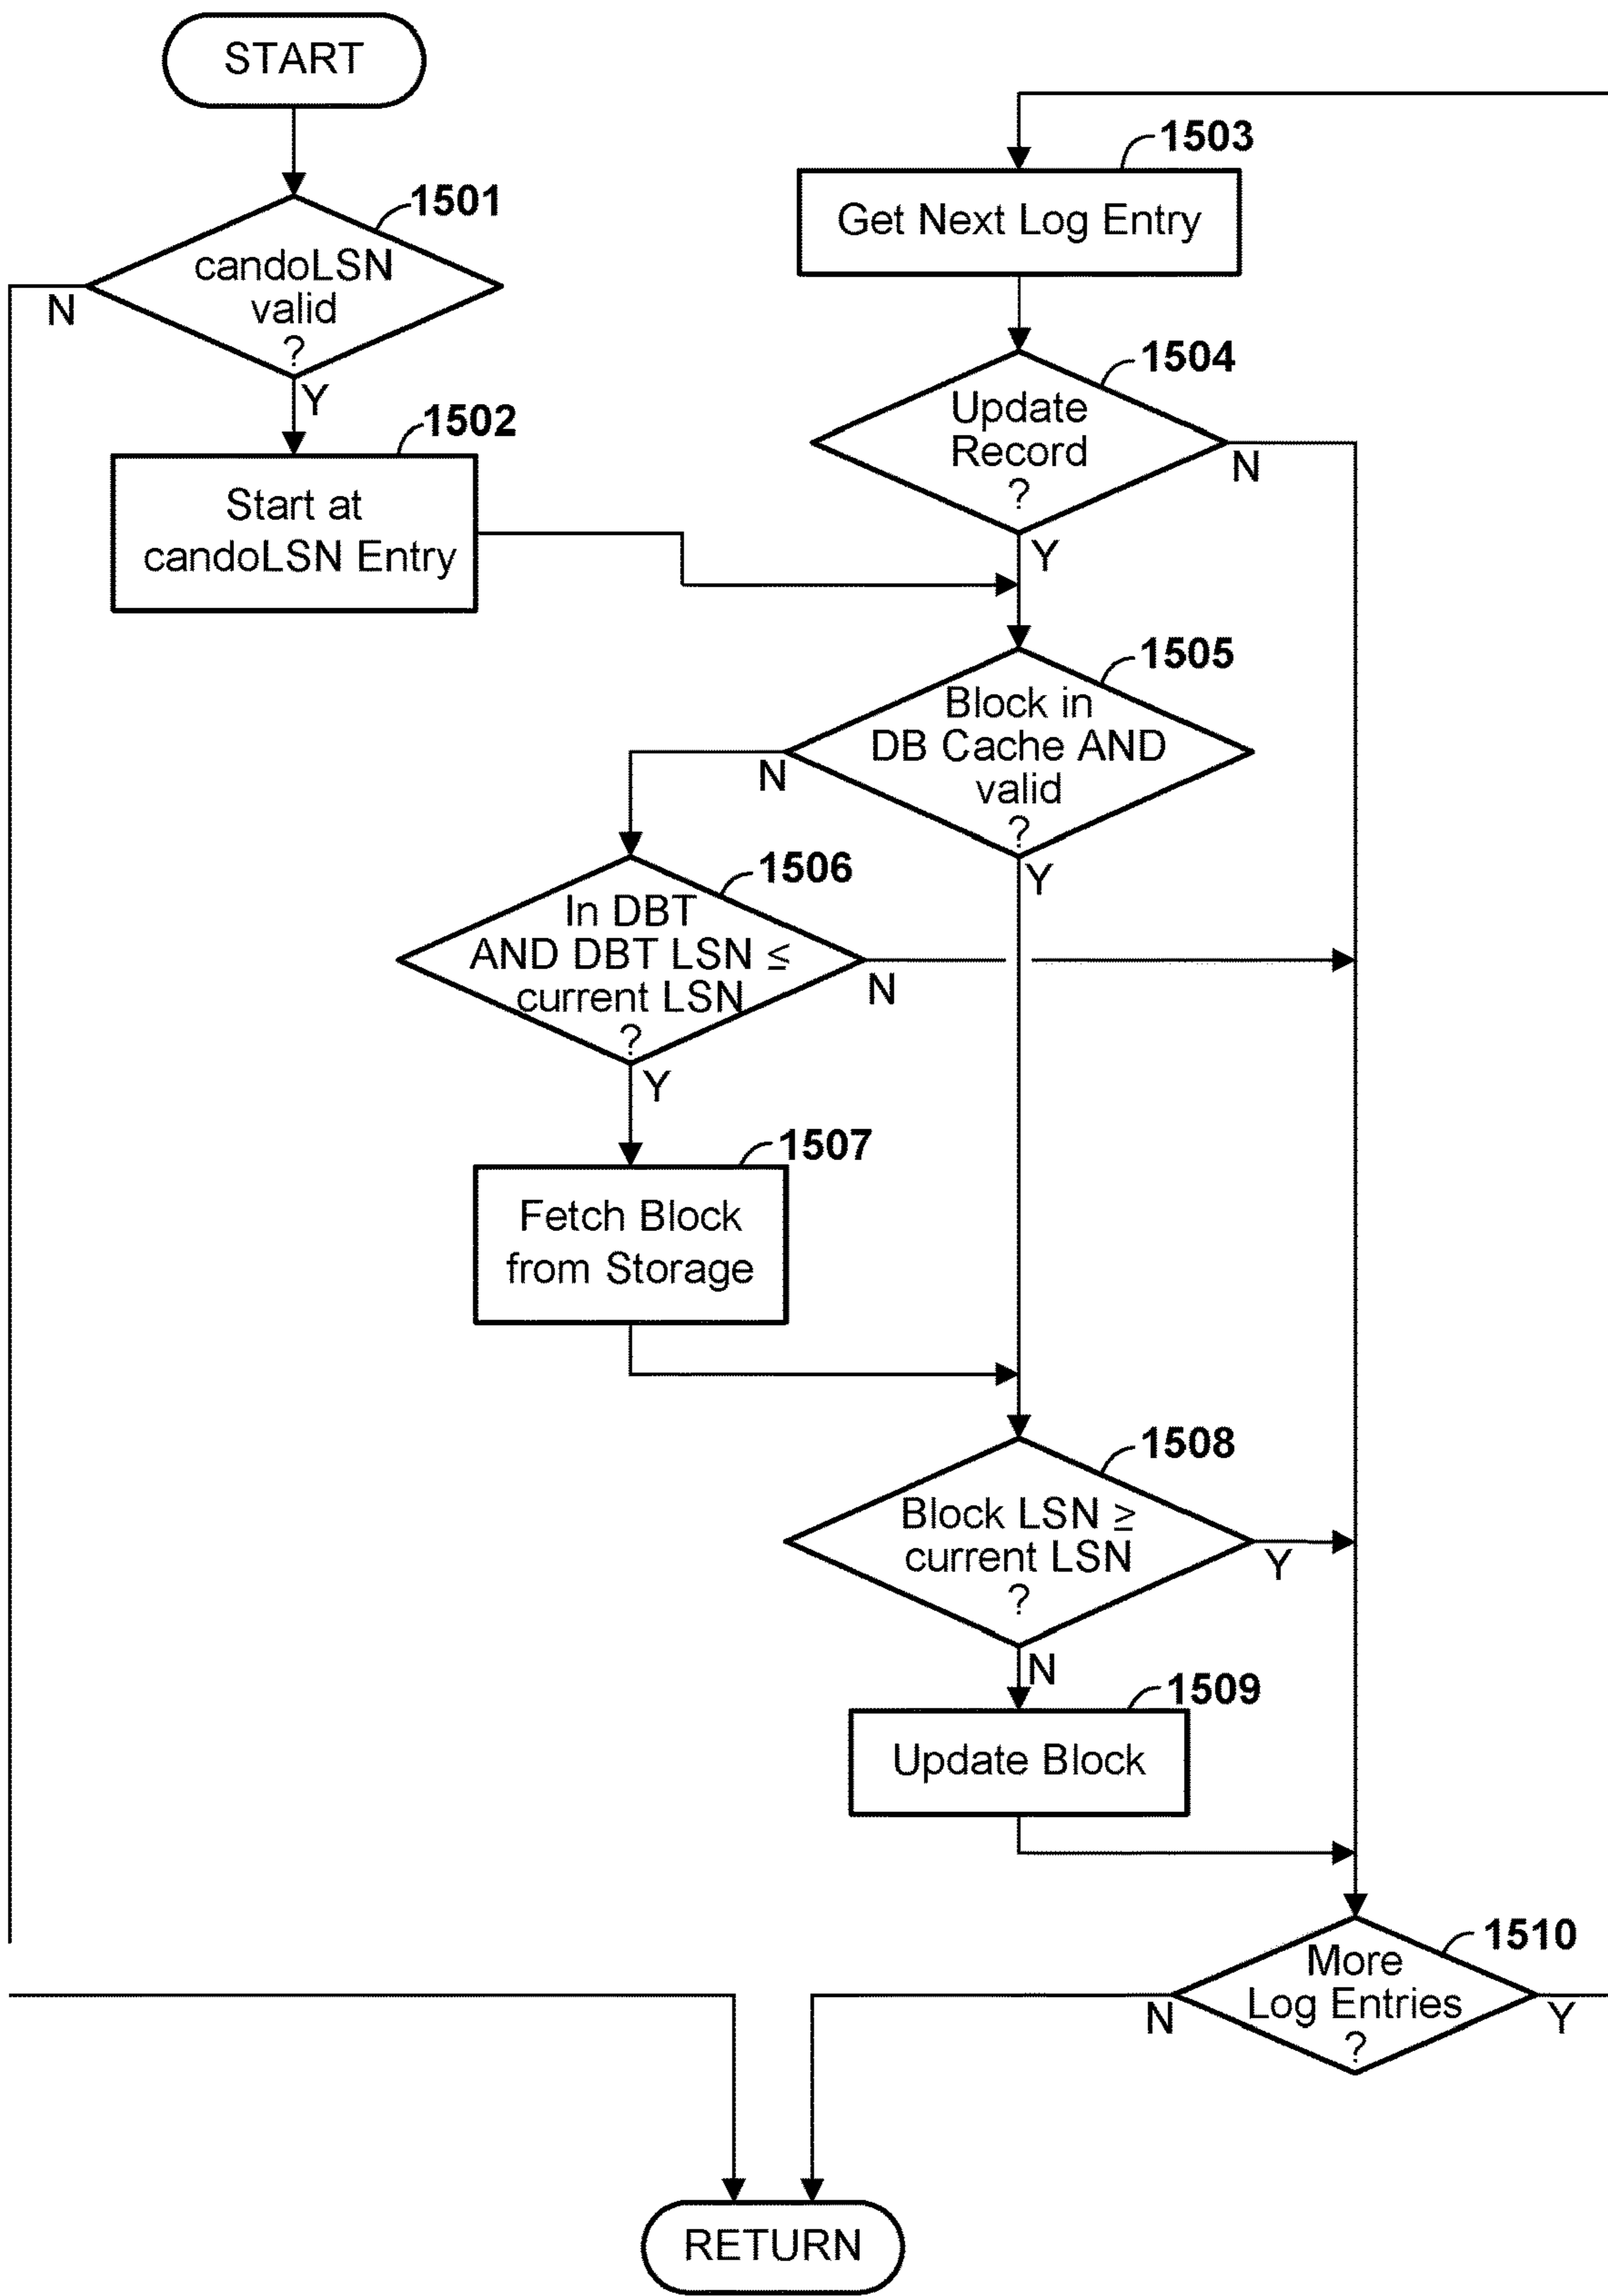 START
1501
candoLSN
valid
?
N
Y
1502
Start at
candoLSN Entry
1503
Get Next Log Entry
1504
Update
Record
?
N
Y
1505
Block in
DB Cache AND
valid
?
N
Y
1506
In DBT
AND DBT LSN ≤
current LSN
?
N
Y
1507
Fetch Block
from Storage
1508
Block LSN ≥
current LSN
?
Y
N
1509
Update Block
1510
More
Log Entries
?
N
Y
RETURN